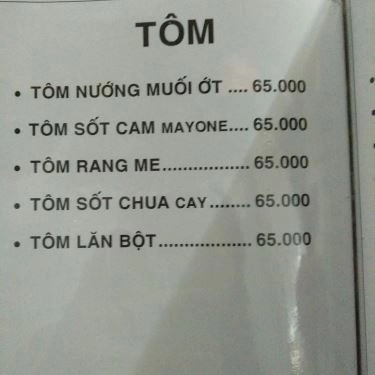 TÔM
• TÔM NƯỚNG MUỐI ỚT .... 65.000
• TÔM SỐT CAM MAYONE.... 65.000
• TÔM RANG ME................. 65.000
• TÔM SỐT CHUA CAY........ 65.000
• TÔM LĂN BỘT.................. 65.000